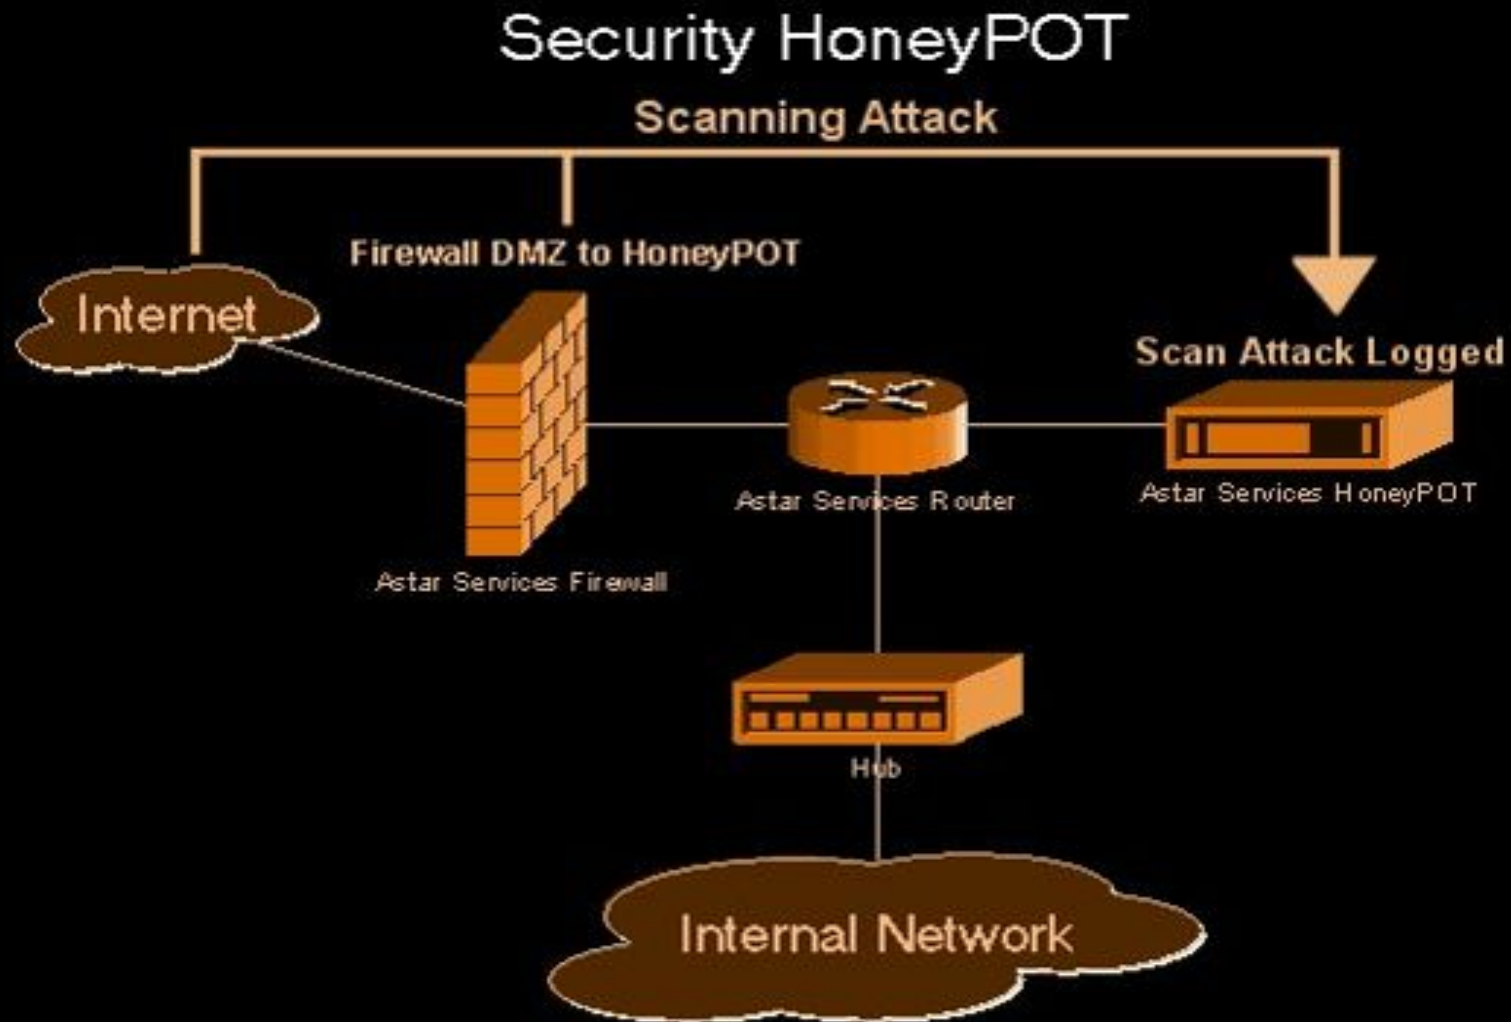 Security HoneyPOT
Scanning Attack
Firewall DMZ to HoneyPOT
Internet
Scan Attack Logged
Astar Services Router
Astar Services HoneyPOT
Astar Services Firewall
Hub
Internal Network